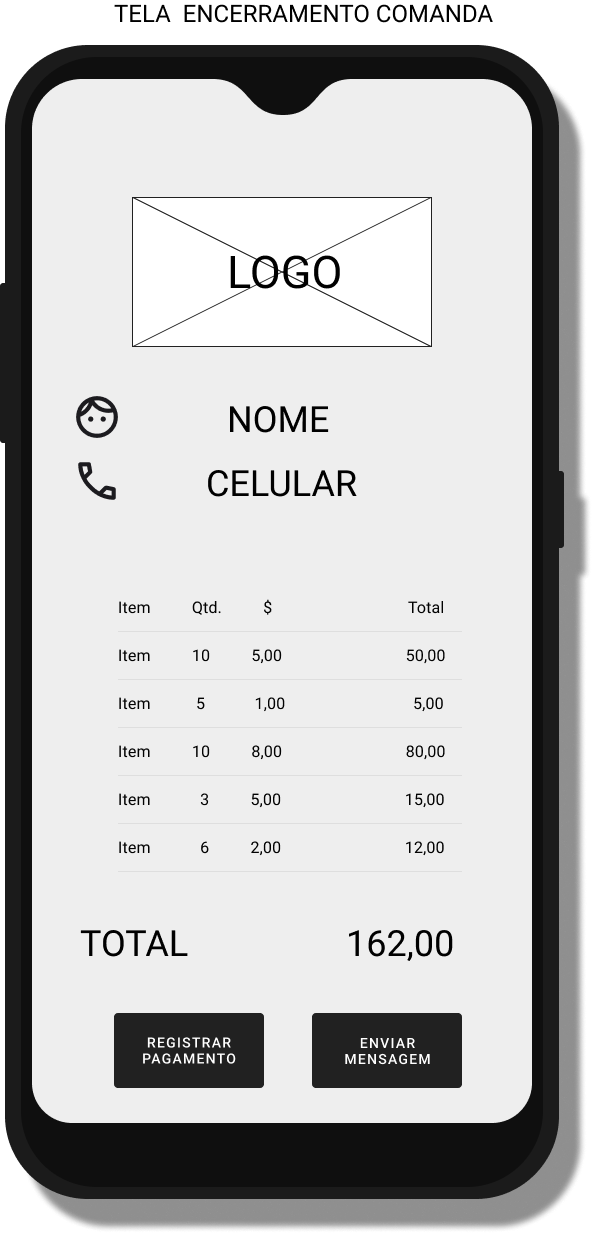 TELA ENCERRAMENTO COMANDA
LOGO
NOME
CELULAR
Item Qtd. $ Total
Item 10 5,00 50,00
Item 5 1,00 5,00
Item 10 8,00 80,00
Item 3 5,00 15,00
Item 6 2,00 12,00
TOTAL 162,00
REGISTRAR
PAGAMENTO
ENVIAR
MENSAGEM